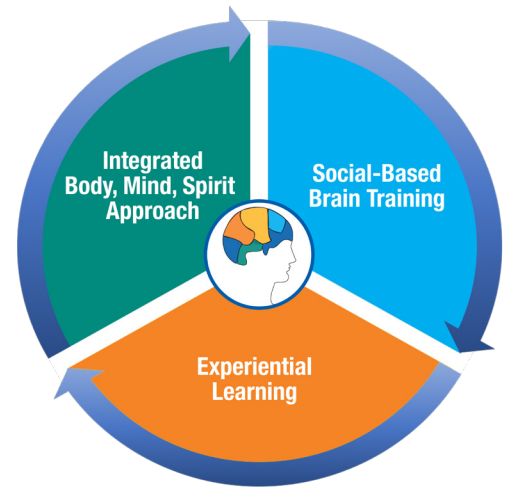 Integrated
Body, Mind, Spirit
Approach
Social-Based
Brain Training
Experiential
Learning